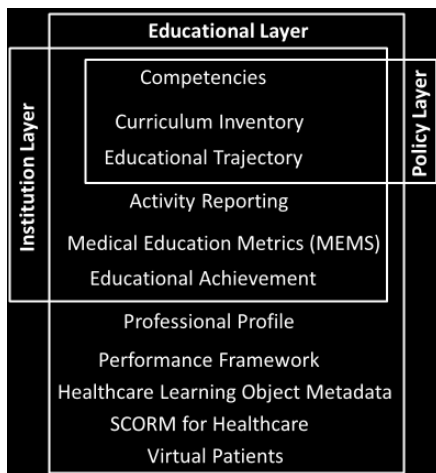 Educational Layer
Institution Layer
Policy Layer
Competencies
Curriculum Inventory
Educational Trajectory
Activity Reporting
Medical Education Metrics (MEMS)
Educational Achievement
Professional Profile
Performance Framework
Healthcare Learning Object Metadata
SCORM for Healthcare
Virtual Patients